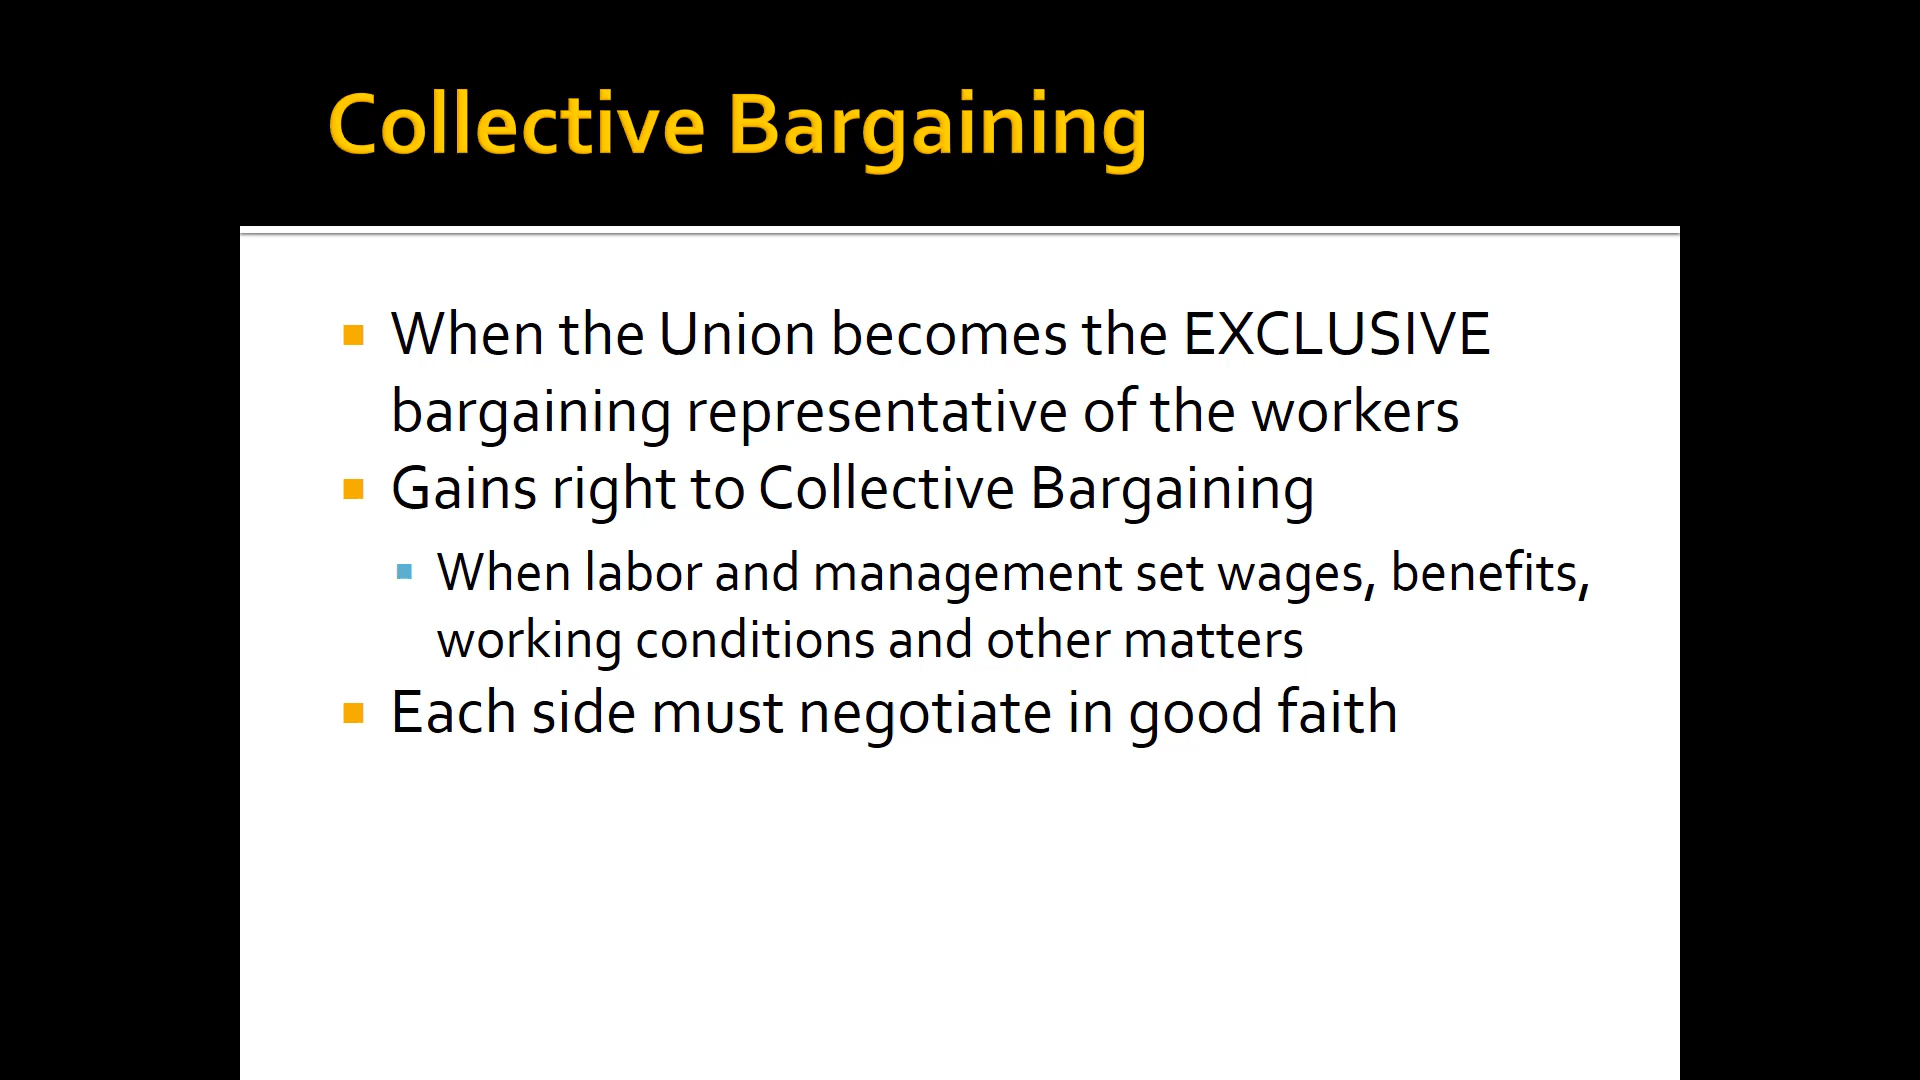 Collective Bargaining
When the Union becomes the EXCLUSIVE
bargaining representative of the workers
Gains right to Collective Bargaining
When labor and management set wages, benefits,
working conditions and other matters
Each side must negotiate in good faith